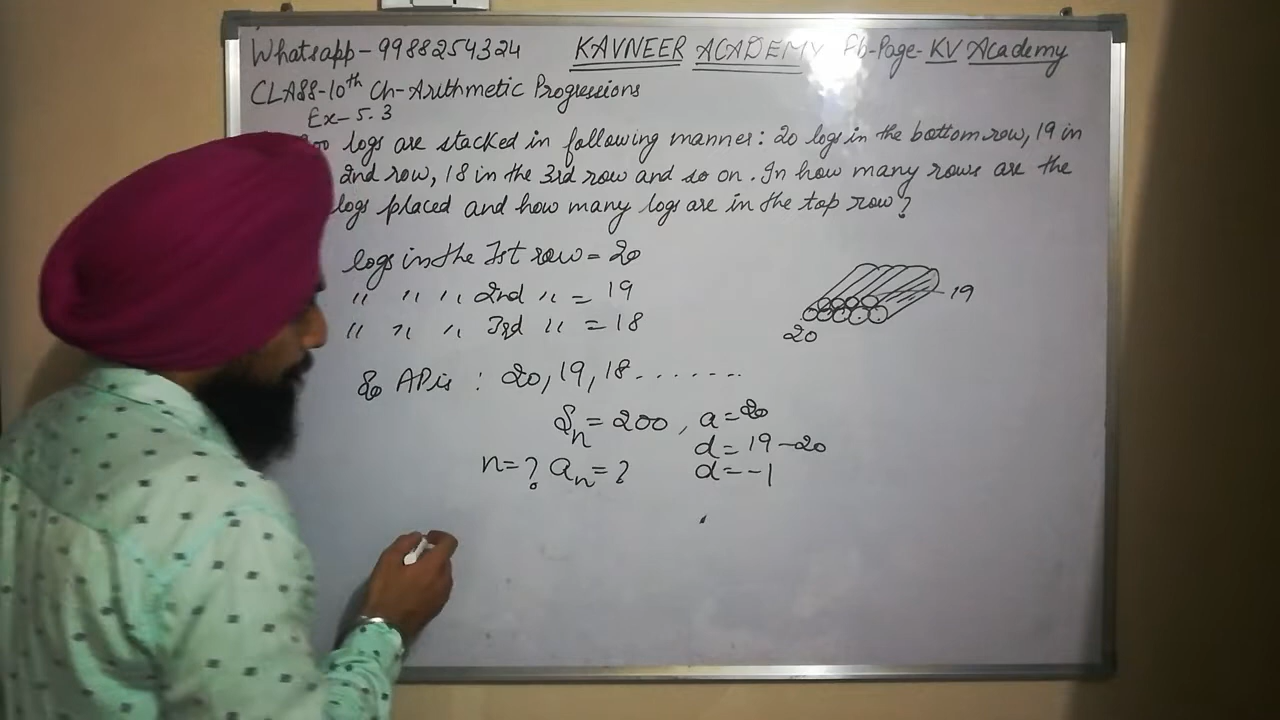 Whatsapp-9988254324 KAVNEER ACADEMY Fb-Page-KV Academy
CLASS-10th Ch-Arithmetic Progressions
Ex-5.3
logs are stacked in following manner: 20 logs in the bottom row, 19 in
2nd row, 18 in the 3rd row and so on. In how many rows are the
logs placed and how many logs are in the top row?
logs in the 1st row = 20
" " " 2nd " = 19
" " " 3rd " = 18
19
20
So AP is : 20, 19, 18.......
Sn = 200, a = 20
d = 19-20
n = ? an = ? d = -1